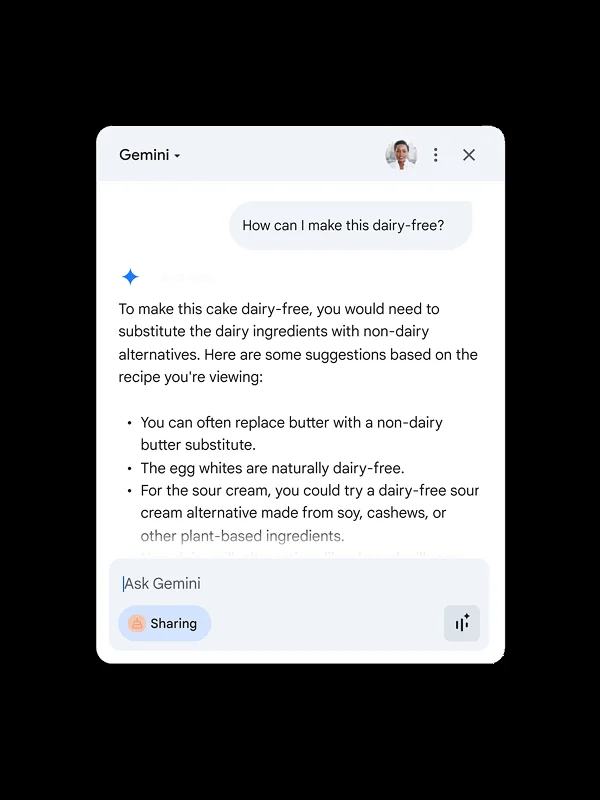 Gemini
How can I make this dairy-free?
To make this cake dairy-free, you would need to
substitute the dairy ingredients with non-dairy
alternatives. Here are some suggestions based on the
recipe you're viewing:
• You can often replace butter with a non-dairy
butter substitute.
• The egg whites are naturally dairy-free.
• For the sour cream, you could try a dairy-free sour
cream alternative made from soy, cashews, or
other plant-based ingredients.
Ask Gemini
Sharing